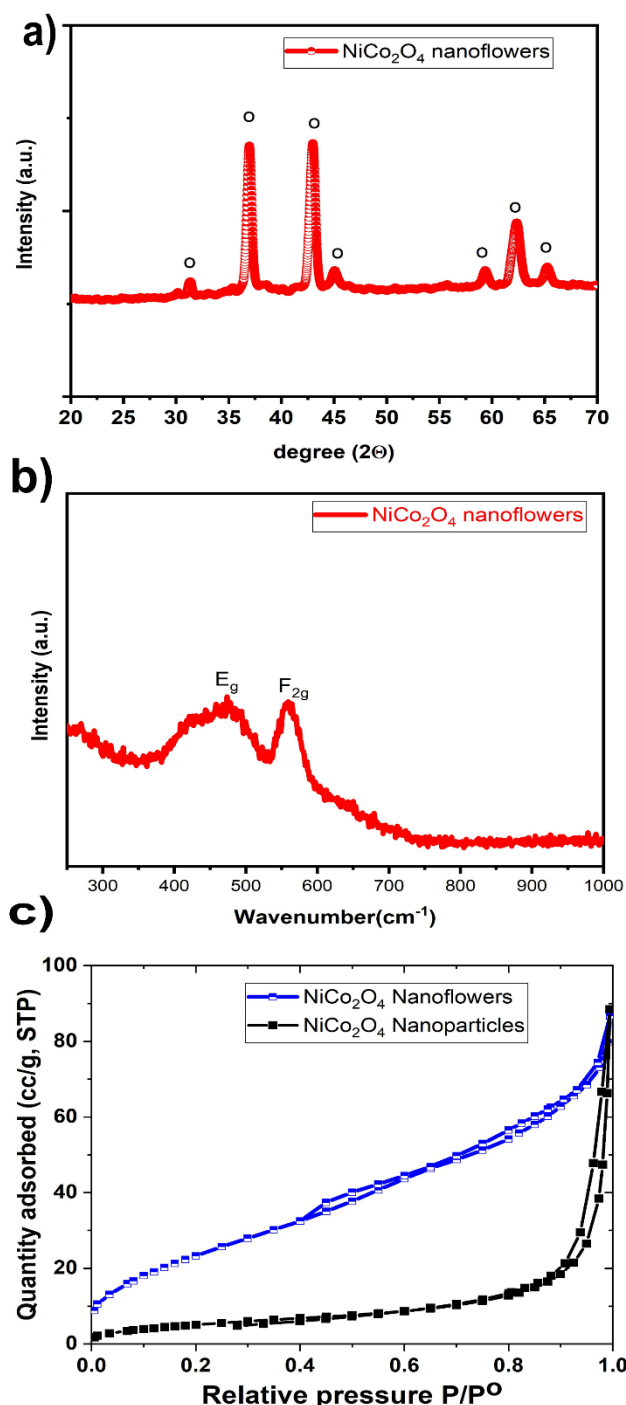 a)
NiCo₂O₄ nanoflowers
o o o o o o o
Intensity (a.u.)
20 25 30 35 40 45 50 55 60 65 70
degree (2Θ)
b)
NiCo₂O₄ nanoflowers
E₉ F₂₉
Intensity (a.u.)
300 400 500 600 700 800 900 1000
Wavenumber(cm⁻¹)
c)
100
NiCo₂O₄ Nanoflowers
NiCo₂O₄ Nanoparticles
80
60
40
20
0
Quantity adsorbed (cc/g, STP)
0.0 0.2 0.4 0.6 0.8 1.0
Relative pressure P/P⁰